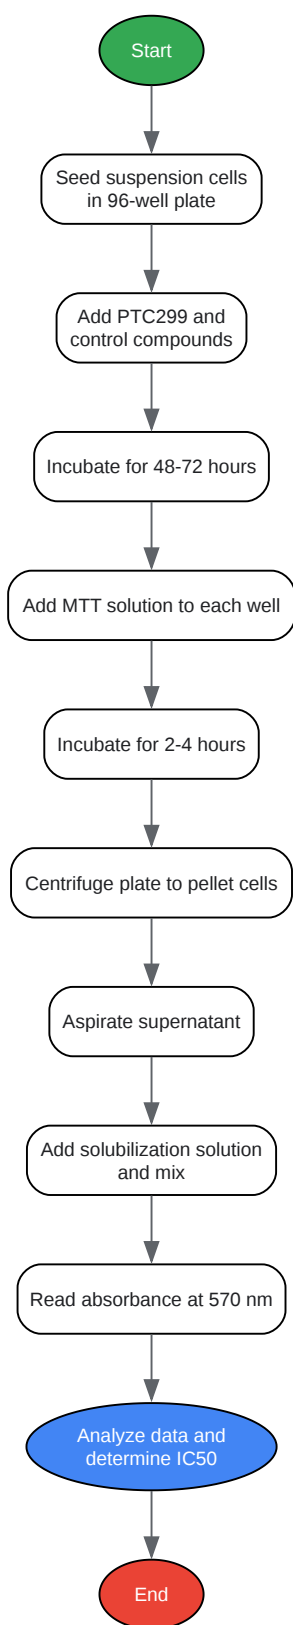 Start
Seed suspension cells
in 96-well plate
Add PTC299 and
control compounds
Incubate for 48-72 hours
Add MTT solution to each well
Incubate for 2-4 hours
Centrifuge plate to pellet cells
Aspirate supernatant
Add solubilization solution
and mix
Read absorbance at 570 nm
Analyze data and
determine IC50
End